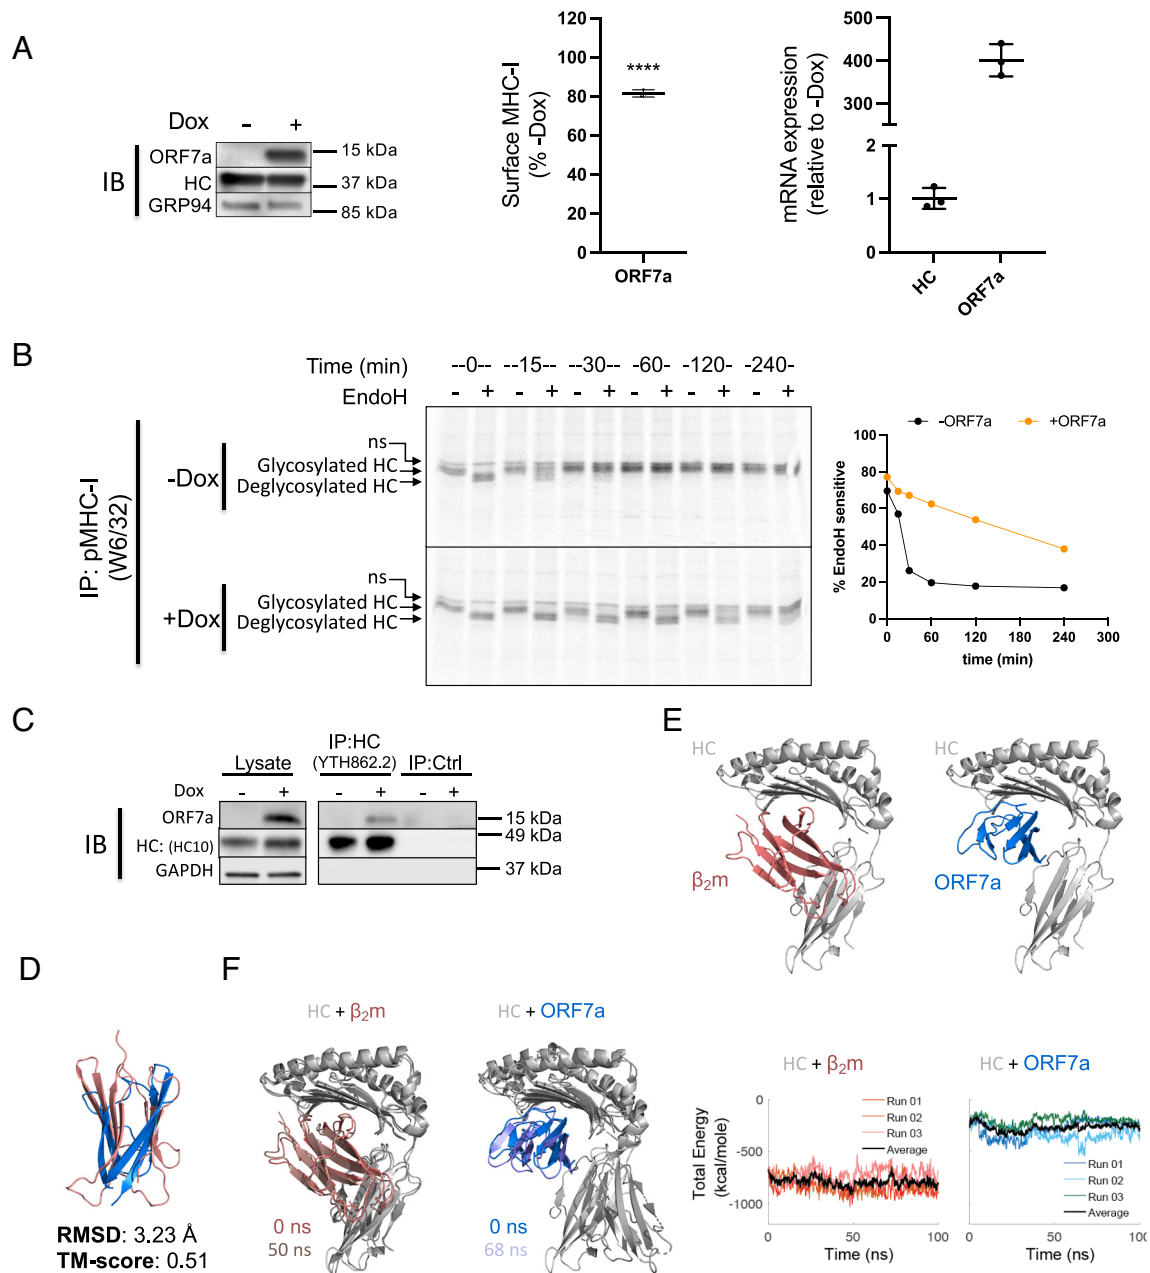 A
Dox - +
IB
ORF7a
HC
GRP94
15 kDa
37 kDa
85 kDa
Surface MHC-I
(% -Dox)
120
100
80
60
40
20
0
****
ORF7a
mRNA expression
(relative to -Dox)
500
400
300
2
1
0
HC
ORF7a
B
Time (min) --0-- --15-- --30-- -60- -120- -240-
EndoH - + - + - + - + - + - +
IP: pMHC-I
(W6/32)
-Dox
ns
Glycosylated HC
Deglycosylated HC
+Dox
ns
Glycosylated HC
Deglycosylated HC
-ORF7a +ORF7a
% EndoH sensitive
100
80
60
40
20
0
0 60 120 180 240 300
time (min)
C
Lysate
IP:HC
(YTH862.2)
IP:Ctrl
Dox - + - + - +
IB
ORF7a
HC: (HC10)
GAPDH
15 kDa
49 kDa
37 kDa
E
HC
β₂m
HC
ORF7a
D
RMSD: 3.23 Å
TM-score: 0.51
F
HC + β₂m
0 ns
50 ns
HC + ORF7a
0 ns
68 ns
HC + β₂m
Total Energy
(kcal/mole)
0
-500
-1000
Run 01
Run 02
Run 03
Average
0 50 100
Time (ns)
HC + ORF7a
Run 01
Run 02
Run 03
Average
0 50 100
Time (ns)